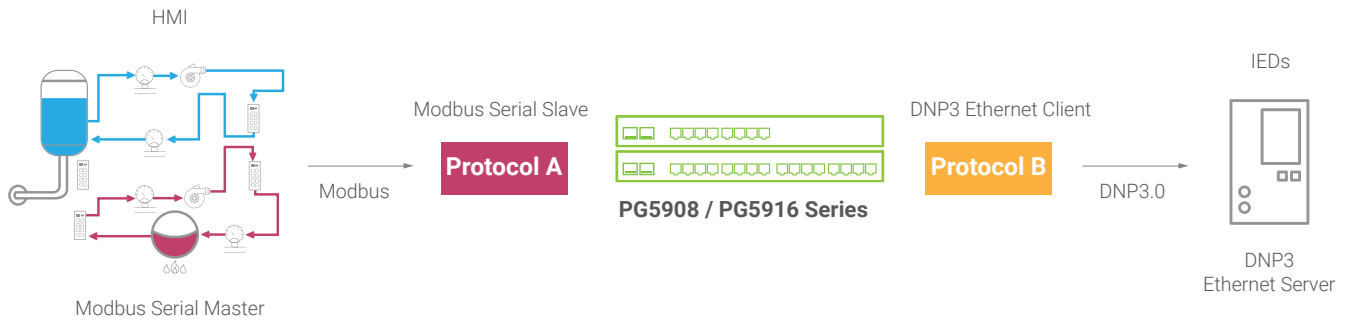 HMI
Modbus Serial Master
Modbus
Modbus Serial Slave
Protocol A
PG5908 / PG5916 Series
DNP3 Ethernet Client
Protocol B
DNP3.0
IEDs
DNP3
Ethernet Server